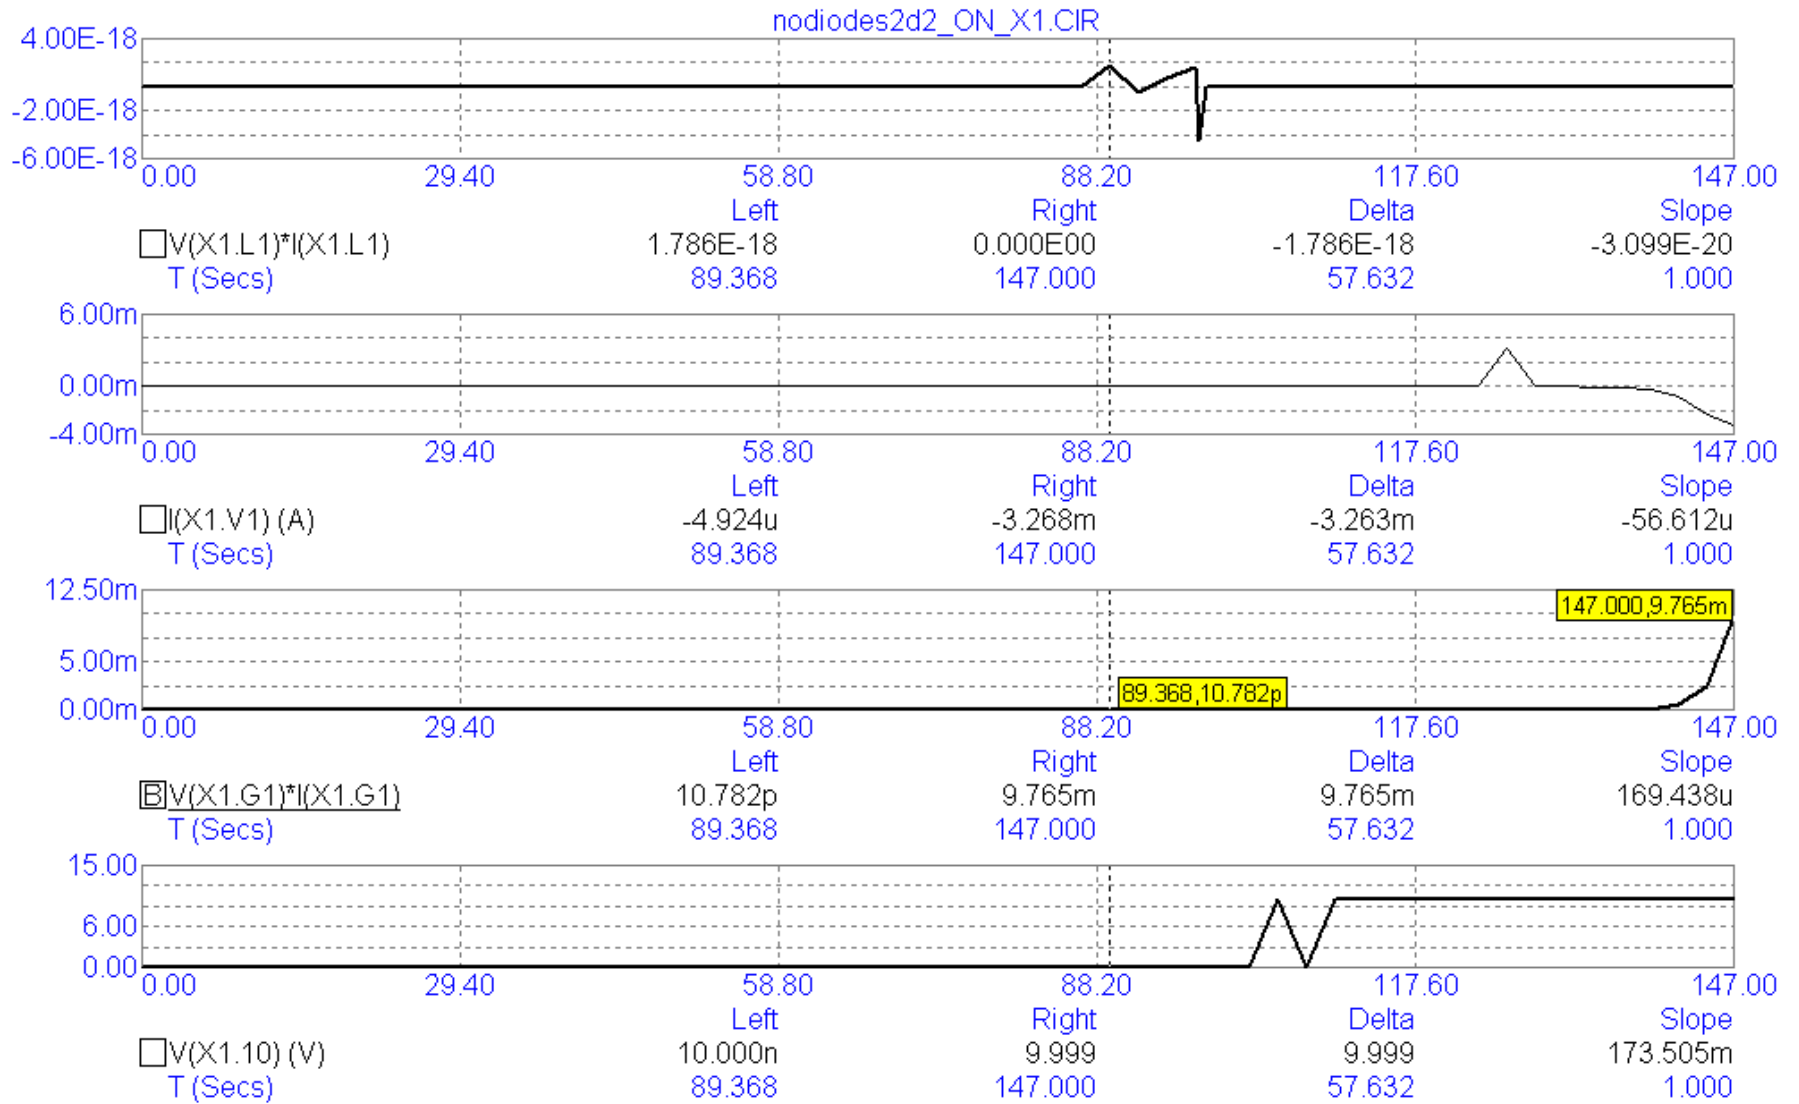 nodiodes2d2_ON_X1.CIR
4.00E-18
-2.00E-18
-6.00E-18
0.00 29.40 58.80 88.20 117.60 147.00
Left Right Delta Slope
V(X1.L1)*I(X1.L1) 1.786E-18 0.000E00 -1.786E-18 -3.099E-20
T (Secs) 89.368 147.000 57.632 1.000
6.00m
0.00m
-4.00m
0.00 29.40 58.80 88.20 117.60 147.00
Left Right Delta Slope
I(X1.V1) (A) -4.924u -3.268m -3.263m -56.612u
T (Secs) 89.368 147.000 57.632 1.000
12.50m
147.000,9.765m
5.00m
89.368,10.782p
0.00m
0.00 29.40 58.80 88.20 117.60 147.00
Left Right Delta Slope
B V(X1.G1)*I(X1.G1) 10.782p 9.765m 9.765m 169.438u
T (Secs) 89.368 147.000 57.632 1.000
15.00
6.00
0.00
0.00 29.40 58.80 88.20 117.60 147.00
Left Right Delta Slope
V(X1.10) (V) 10.000n 9.999 9.999 173.505m
T (Secs) 89.368 147.000 57.632 1.000